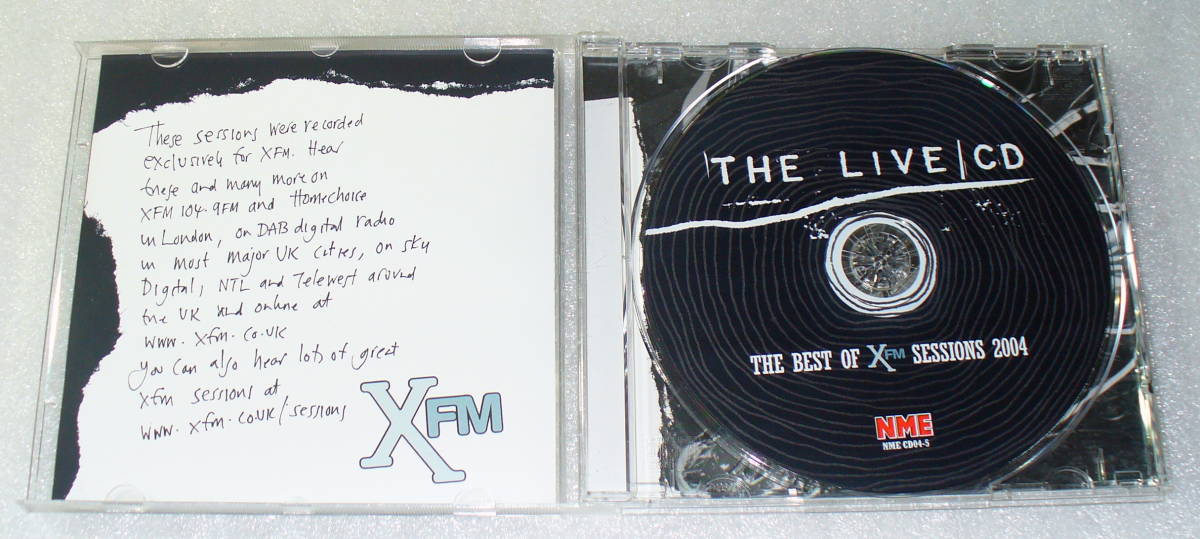 These sessions were recorded
exclusively for XFM. Hear
these and many more on
XFM 104.9FM and Homechoice
in London, on DAB digital radio
in most major UK cities, on Sky
Digital, NTL and Telewest around
the UK and online at
www.xfm.co.uk
you can also hear lots of great
xfm sessions at
www.xfm.co.uk/sessions
XFM
THE LIVE/CD
THE BEST OF XFM SESSIONS 2004
NME
NME CD04-5